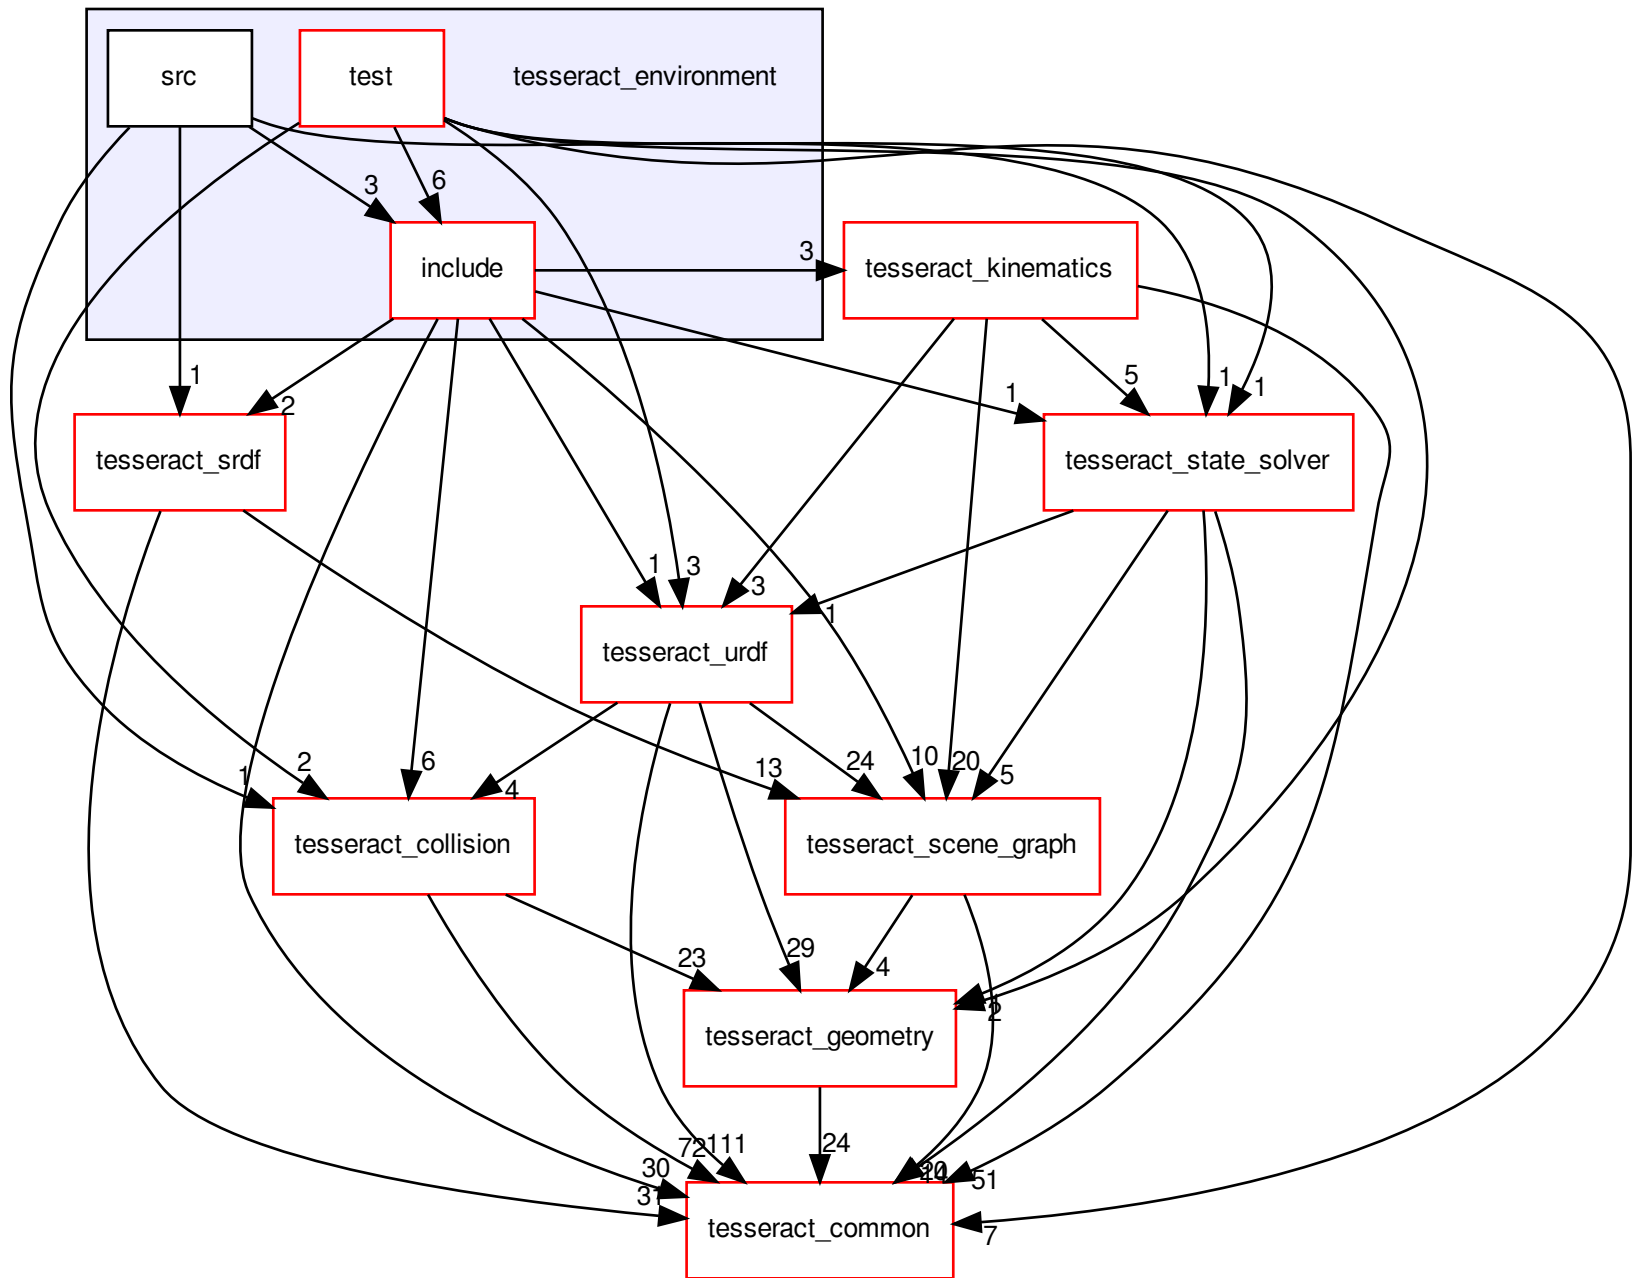 src
test
tesseract_environment
3
6
include
3
tesseract_kinematics
1
2
1
5
1
1
tesseract_srdf
tesseract_state_solver
1
3
3
1
tesseract_urdf
1
2
6
4
13
24
10
20
5
tesseract_collision
tesseract_scene_graph
23
29
4
2
tesseract_geometry
72
111
24
30
31
51
7
tesseract_common